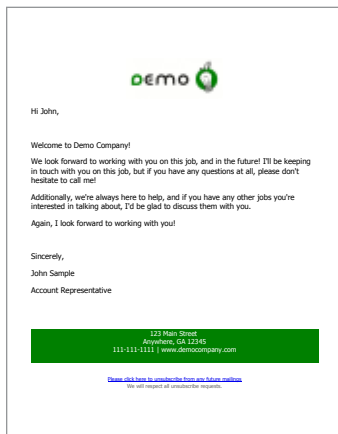 DEMO
Hi John,
Welcome to Demo Company!
We look forward to working with you on this job, and in the future! I'll be keeping
in touch with you on this job, but if you have any questions at all, please don't
hesitate to call me!
Additionally, we're always here to help, and if you have any other jobs you're
interested in talking about, I'd be glad to discuss them with you.
Again, I look forward to working with you!
Sincerely,
John Sample
Account Representative
123 Main Street
Anywhere, GA 12345
111-111-1111 | www.democompany.com
Please click here to unsubscribe from any future mailings.
We will respect all unsubscribe requests.